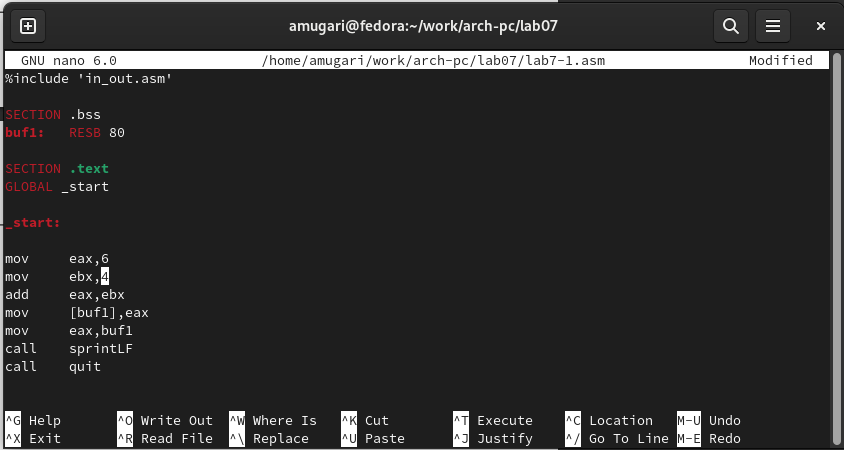 amugari@fedora:~/work/arch-pc/lab07
GNU nano 6.0 /home/amugari/work/arch-pc/lab07/lab7-1.asm Modified
%include 'in_out.asm'
SECTION .bss
buf1: RESB 80
SECTION .text
GLOBAL _start
_start:
mov eax,6
mov ebx,4
add eax,ebx
mov [buf1],eax
mov eax,buf1
call sprintLF
call quit
^G Help ^O Write Out ^W Where Is ^K Cut ^T Execute ^C Location M-U Undo
^X Exit ^R Read File ^\ Replace ^U Paste ^J Justify ^/ Go To Line M-E Redo